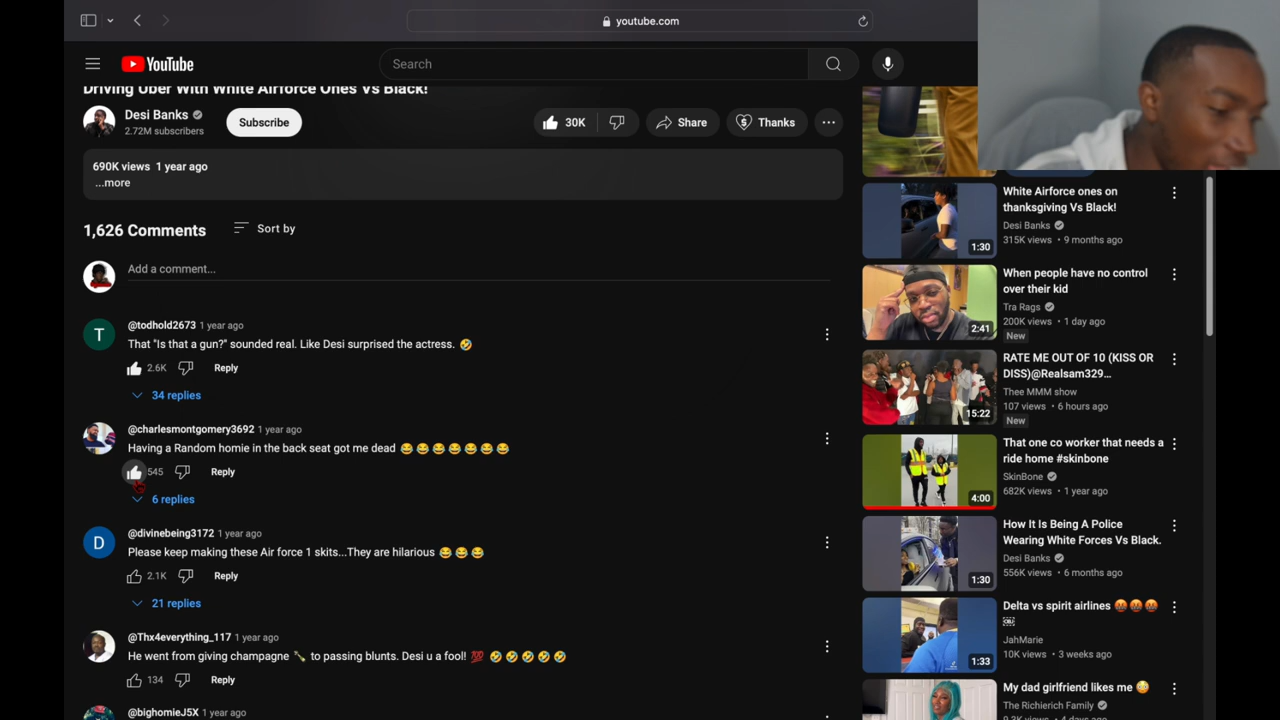 youtube.com
YouTube
Search
Driving Uber With White Airforce Ones Vs Black!
Desi Banks
2.72M subscribers
Subscribe
30K
Share
Thanks
690K views 1 year ago
...more
1,626 Comments
Sort by
Add a comment...
T
@todhold2673 1 year ago
That "Is that a gun?" sounded real. Like Desi surprised the actress. 🤣
2.6K
Reply
34 replies
@charlesmontgomery3692 1 year ago
Having a Random homie in the back seat got me dead 😂😂😂😂😂😂😂
545
Reply
6 replies
D
@divinebeing3172 1 year ago
Please keep making these Air force 1 skits...They are hilarious 😂😂😂
2.1K
Reply
21 replies
@Thx4everything_117 1 year ago
He went from giving champagne 🍾 to passing blunts. Desi u a fool! 💯 🤣🤣🤣🤣🤣
134
Reply
@bighomieJ5X 1 year ago
1:30
White Airforce ones on
thanksgiving Vs Black!
Desi Banks
315K views • 9 months ago
2:41
When people have no control
over their kid
Tra Rags
200K views • 1 day ago
New
15:22
RATE ME OUT OF 10 (KISS OR
DISS)@Realsam329...
Thee MMM show
107 views • 6 hours ago
New
4:00
That one co worker that needs a
ride home #skinbone
SkinBone
682K views • 1 year ago
1:30
How It Is Being A Police
Wearing White Forces Vs Black.
Desi Banks
556K views • 6 months ago
1:33
Delta vs spirit airlines 🤬🤬🤬
JahMarie
10K views • 3 weeks ago
My dad girlfriend likes me 😳
The Richierich Family
9.3K views • 4 days ago